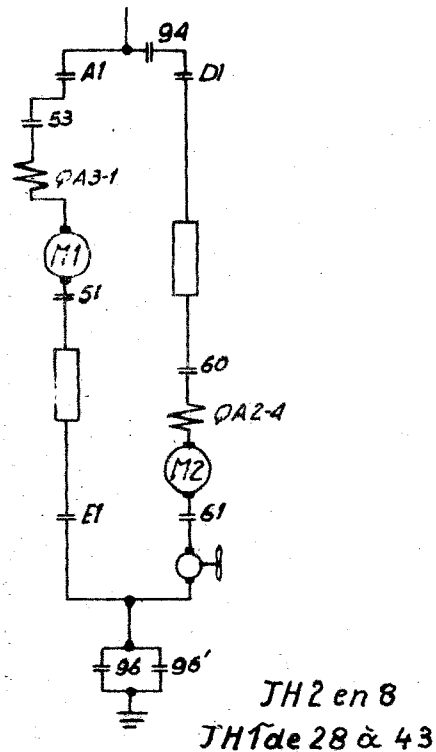 94
A1
D1
53
QA3-1
M1
51
60
QA2-4
M2
E1
61
96
96'
JH2 en 8
JH1 de 28 à 43